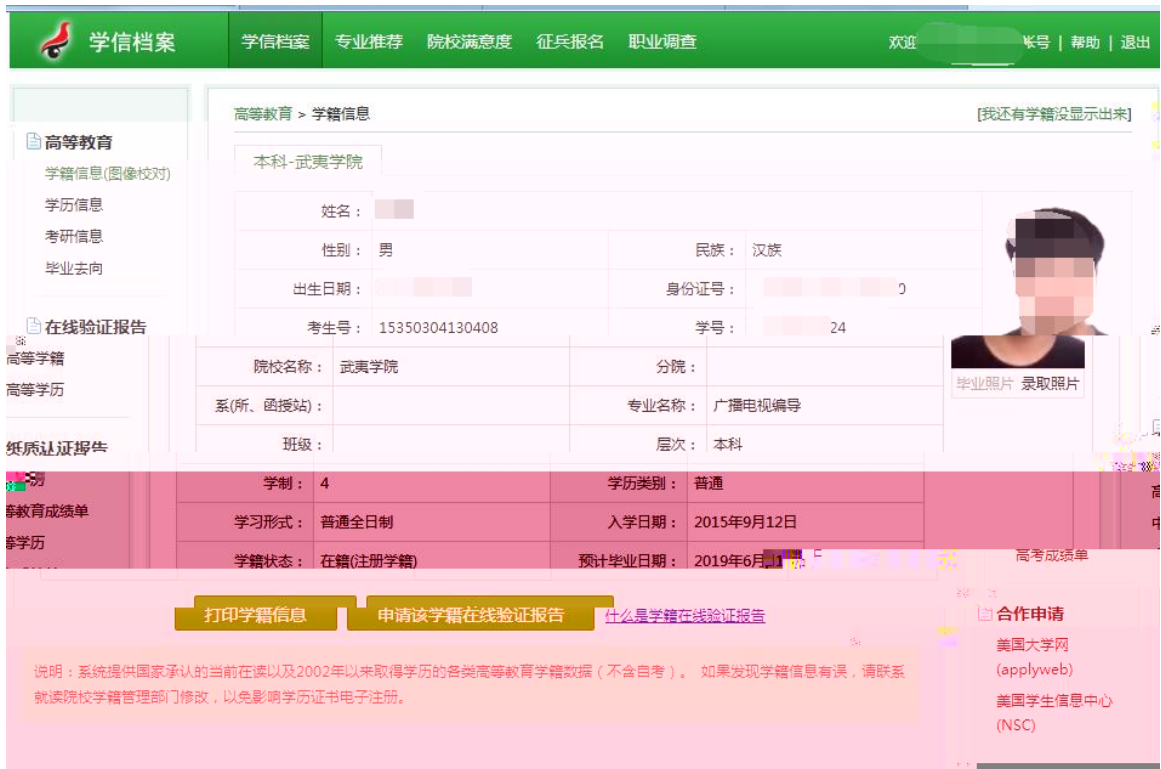 学信档案 学信档案 专业推荐 院校满意度 征兵报名 职业调查 欢迎 账号 | 帮助 | 退出
高等教育 > 学籍信息 [我还有学籍没显示出来]
高等教育
学籍信息(图像校对)
学历信息
考研信息
毕业去向
在线验证报告
高等学籍
高等学历
纸质认证报告
等教育成绩单
等学历
本科-武夷学院
姓名：
性别： 男 民族： 汉族
出生日期： 身份证号：
考生号： 15350304130408 学号： 24
院校名称： 武夷学院 分院：
系(所、函授站)： 专业名称： 广播电视编导
班级： 层次： 本科
学制： 4 学历类别： 普通
学习形式： 普通全日制 入学日期： 2015年9月12日
学籍状态： 在籍(注册学籍) 预计毕业日期： 2019年6月
毕业照片 录取照片
打印学籍信息 申请该学籍在线验证报告 什么是学籍在线验证报告
说明：系统提供国家承认的当前在读以及2002年以来取得学历的各类高等教育学籍数据（不含自考）。 如果发现学籍信息有误，请联系
就读院校学籍管理部门修改，以免影响学历证书电子注册。
高考成绩单
合作申请
美国大学网
(applyweb)
美国学生信息中心
(NSC)